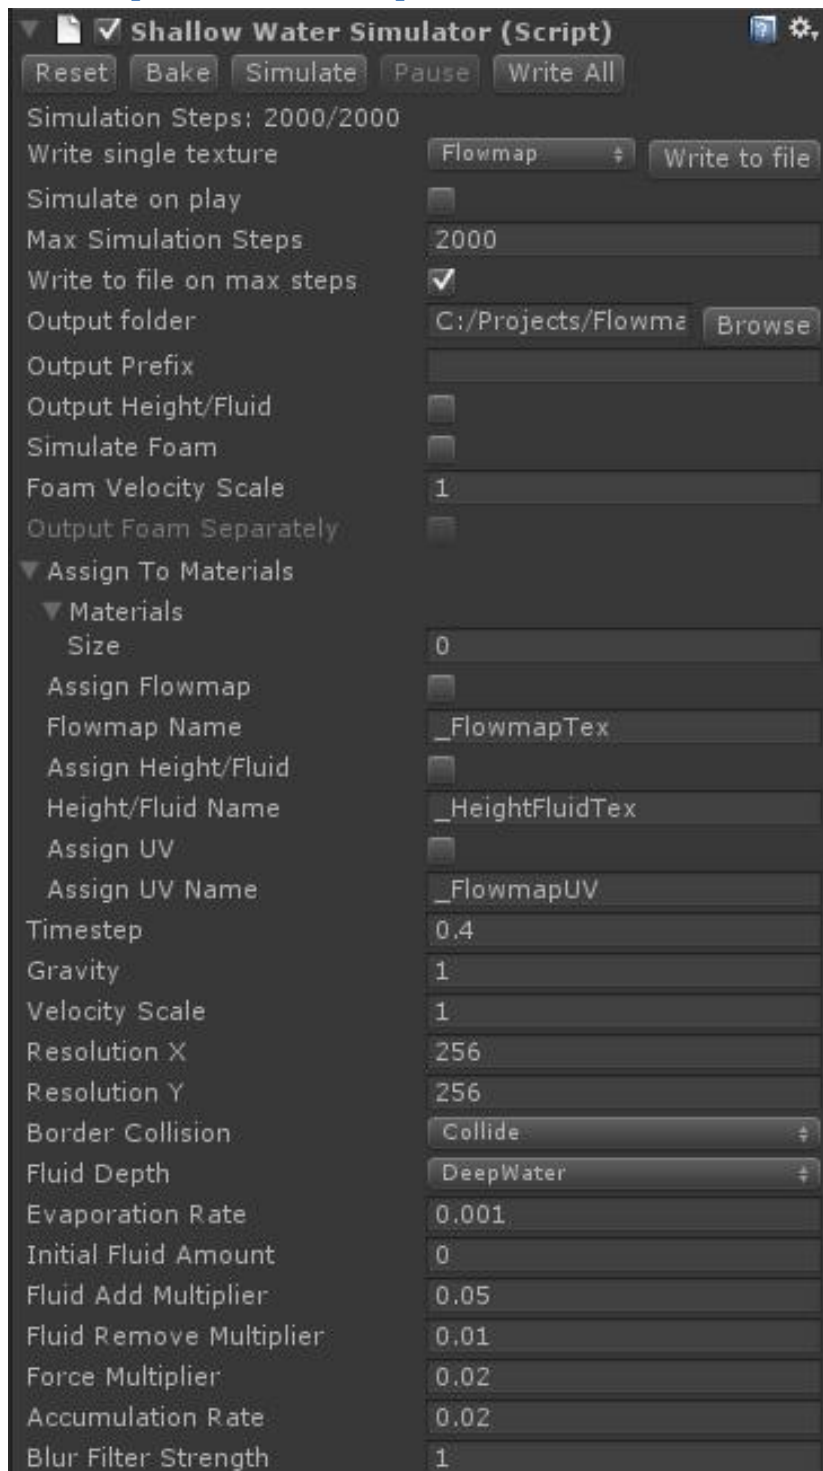 Shallow Water Simulator (Script)
Reset Bake Simulate Pause Write All
Simulation Steps: 2000/2000
Write single texture Flowmap Write to file
Simulate on play
Max Simulation Steps 2000
Write to file on max steps
Output folder C:/Projects/Flowma Browse
Output Prefix
Output Height/Fluid
Simulate Foam
Foam Velocity Scale 1
Output Foam Separately
Assign To Materials
Materials
Size 0
Assign Flowmap
Flowmap Name _FlowmapTex
Assign Height/Fluid
Height/Fluid Name _HeightFluidTex
Assign UV
Assign UV Name _FlowmapUV
Timestep 0.4
Gravity 1
Velocity Scale 1
Resolution X 256
Resolution Y 256
Border Collision Collide
Fluid Depth DeepWater
Evaporation Rate 0.001
Initial Fluid Amount 0
Fluid Add Multiplier 0.05
Fluid Remove Multiplier 0.01
Force Multiplier 0.02
Accumulation Rate 0.02
Blur Filter Strength 1